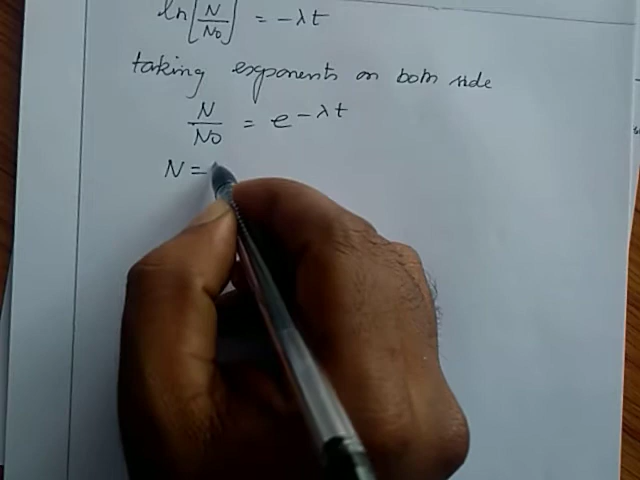 ln[N/N0] = -λt
taking exponents on both side
N/N0 = e^-λt
N =